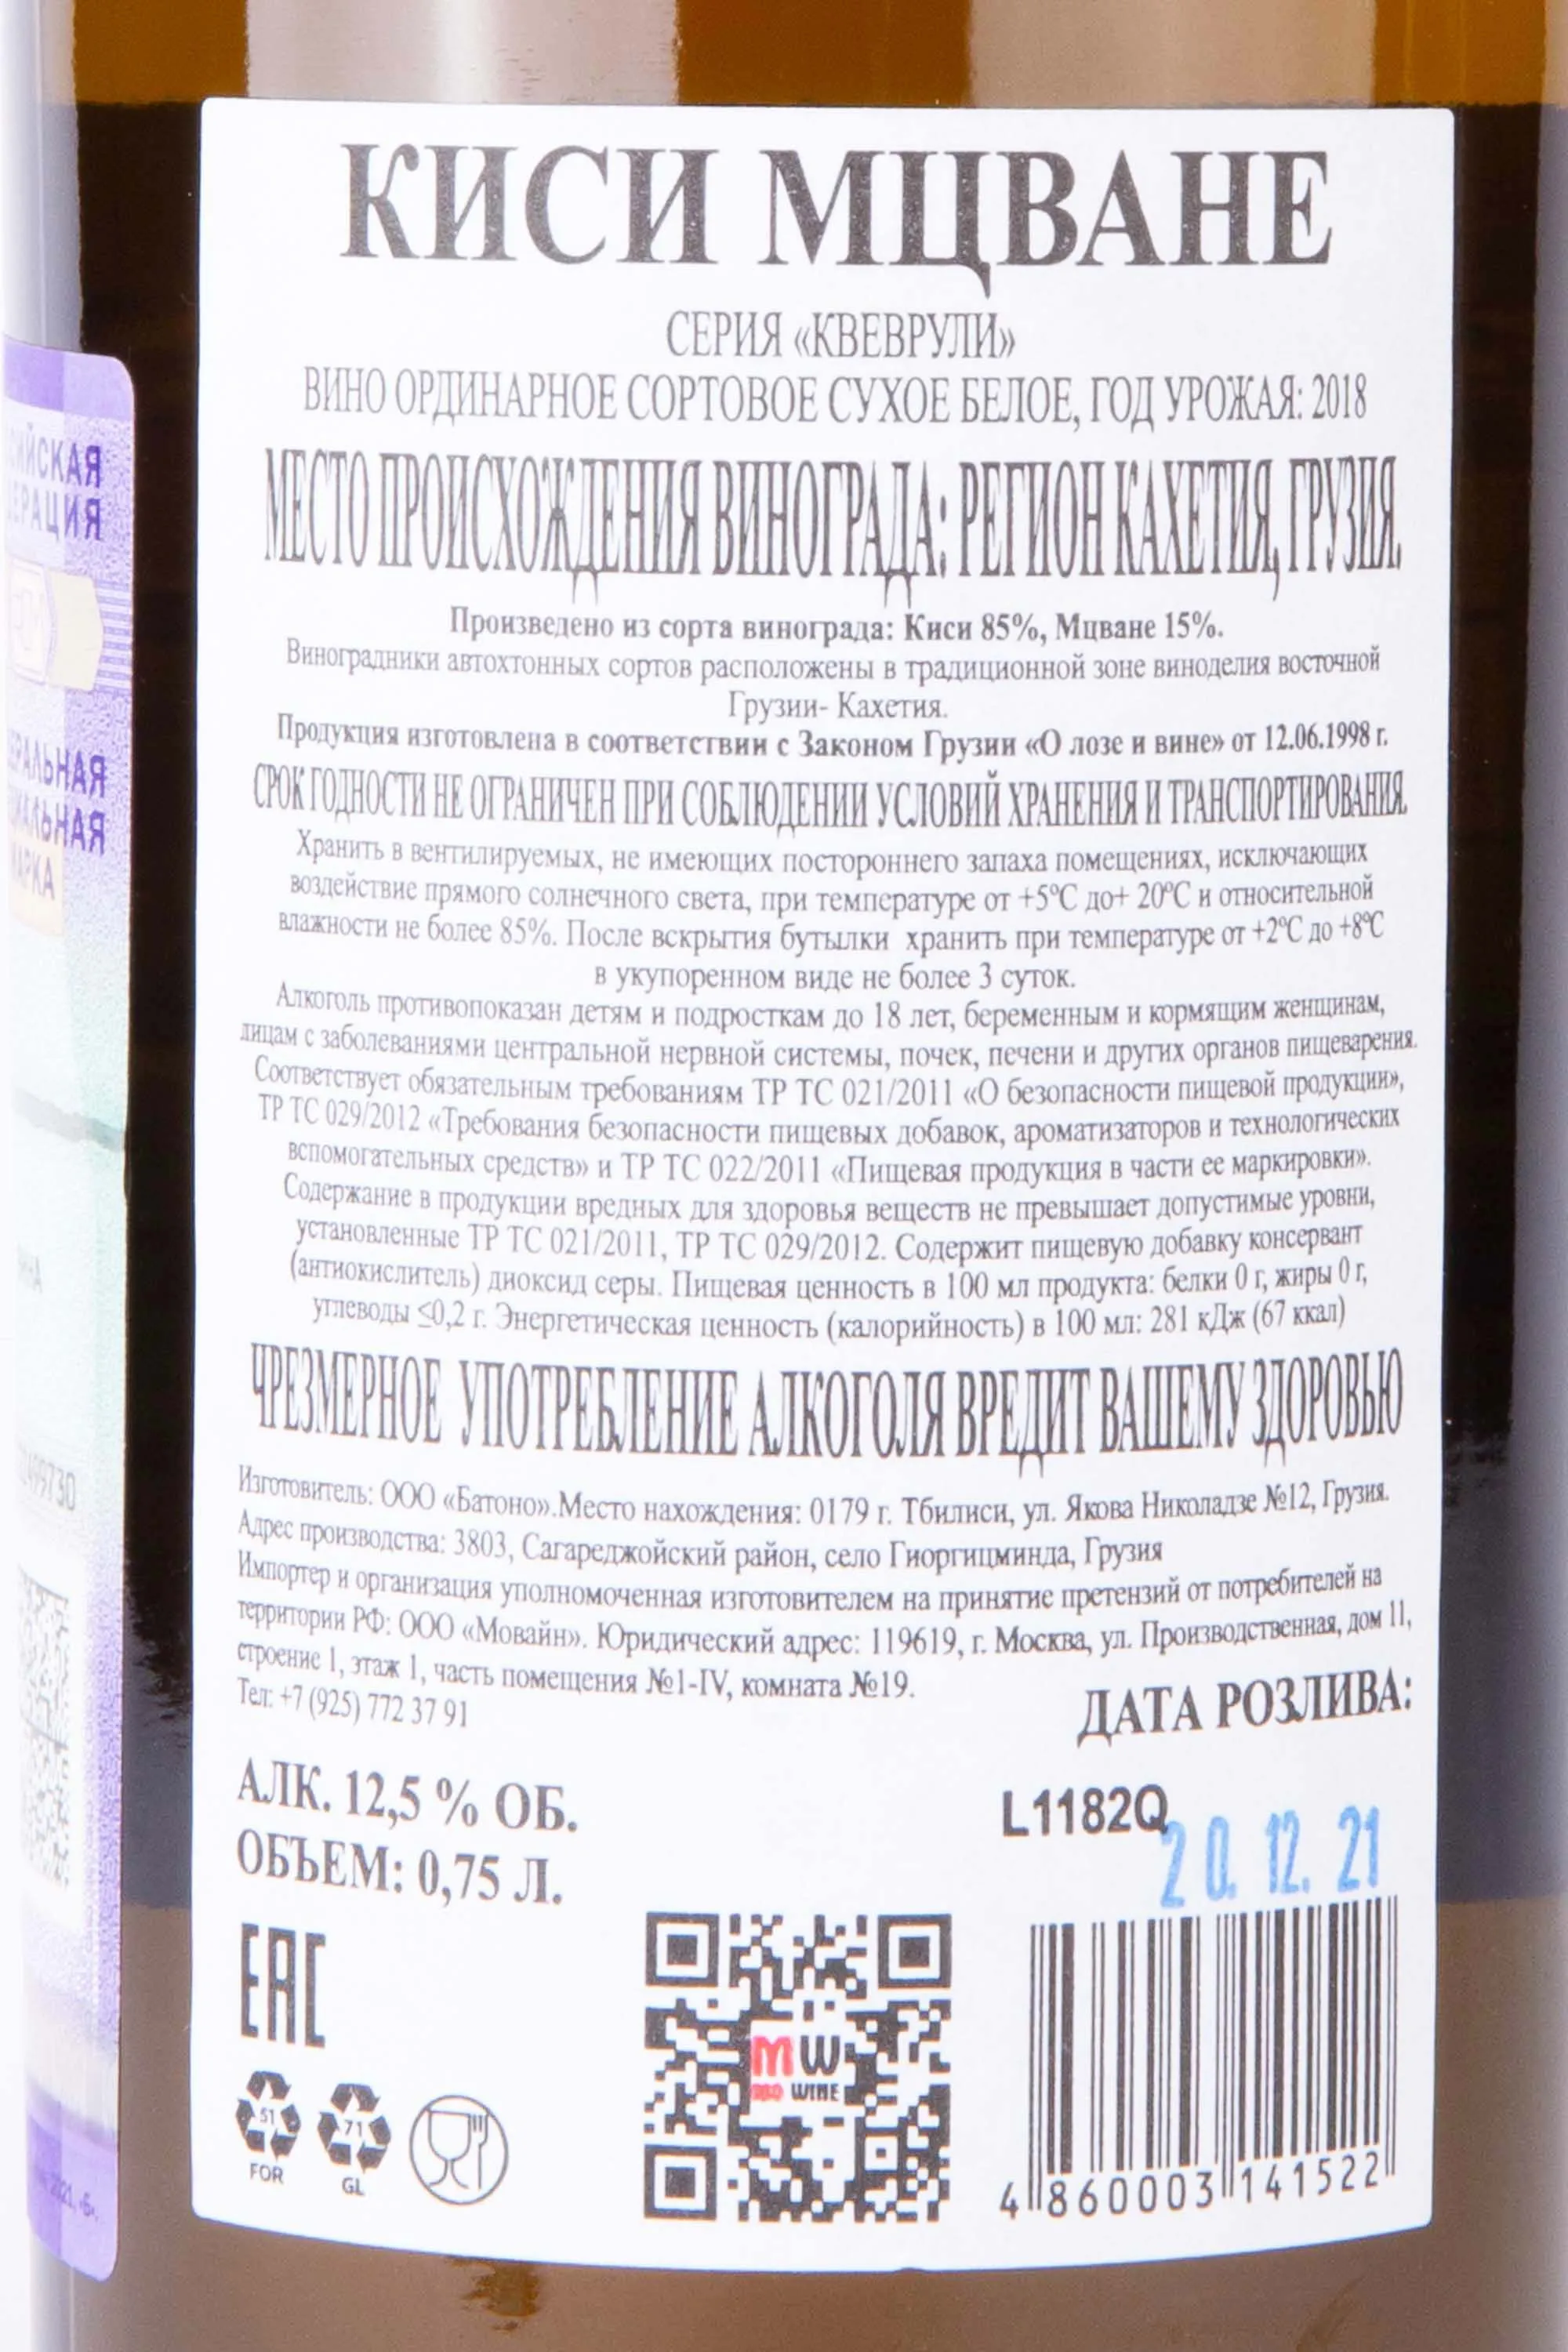 КИСИ МЦВАНЕ
СЕРИЯ «КВЕВРУЛИ»
ВИНО ОРДИНАРНОЕ СОРТОВОЕ СУХОЕ БЕЛОЕ, ГОД УРОЖАЯ: 2018
МЕСТО ПРОИСХОЖДЕНИЯ ВИНОГРАДА: РЕГИОН КАХЕТИЯ, ГРУЗИЯ.
Произведено из сорта винограда: Киси 85%, Мцване 15%.
Виноградники автохтонных сортов расположены в традиционной зоне виноделия восточной
Грузии- Кахетия.
Продукция изготовлена в соответствии с Законом Грузии «О лозе и вине» от 12.06.1998 г.
СРОК ГОДНОСТИ НЕ ОГРАНИЧЕН ПРИ СОБЛЮДЕНИИ УСЛОВИЙ ХРАНЕНИЯ И ТРАНСПОРТИРОВАНИЯ.
Хранить в вентилируемых, не имеющих постороннего запаха помещениях, исключающих
воздействие прямого солнечного света, при температуре от +5°С до+ 20°С и относительной
влажности не более 85%. После вскрытия бутылки хранить при температуре от +2°С до +8°С
в укупоренном виде не более 3 суток.
Алкоголь противопоказан детям и подросткам до 18 лет, беременным и кормящим женщинам,
лицам с заболеваниями центральной нервной системы, почек, печени и других органов пищеварения.
Соответствует обязательным требованиям ТР ТС 021/2011 «О безопасности пищевой продукции»,
ТР ТС 029/2012 «Требования безопасности пищевых добавок, ароматизаторов и технологических
вспомогательных средств» и ТР ТС 022/2011 «Пищевая продукция в части ее маркировки».
Содержание в продукции вредных для здоровья веществ не превышает допустимые уровни,
установленные ТР ТС 021/2011, ТР ТС 029/2012. Содержит пищевую добавку консервант
(антиокислитель) диоксид серы. Пищевая ценность в 100 мл продукта: белки 0 г, жиры 0 г,
углеводы ≤0,2 г. Энергетическая ценность (калорийность) в 100 мл: 281 кДж (67 ккал)
ЧРЕЗМЕРНОЕ УПОТРЕБЛЕНИЕ АЛКОГОЛЯ ВРЕДИТ ВАШЕМУ ЗДОРОВЬЮ
Изготовитель: ООО «Батоно».Место нахождения: 0179 г. Тбилиси, ул. Якова Николадзе №12, Грузия.
Адрес производства: 3803, Сагареджойский район, село Гиоргицминда, Грузия
Импортер и организация уполномоченная изготовителем на принятие претензий от потребителей на
территории РФ: ООО «Мовайн». Юридический адрес: 119619, г. Москва, ул. Производственная, дом 11,
строение 1, этаж 1, часть помещения №1-IV, комната №19.
Тел: +7 (925) 772 37 91
ДАТА РОЗЛИВА:
АЛК. 12,5 % ОБ.
ОБЪЕМ: 0,75 Л.
L1182Q
20. 12. 21
EAC
51
FOR
71
GL
MW
WINE
4 860003 141522
МАРКА